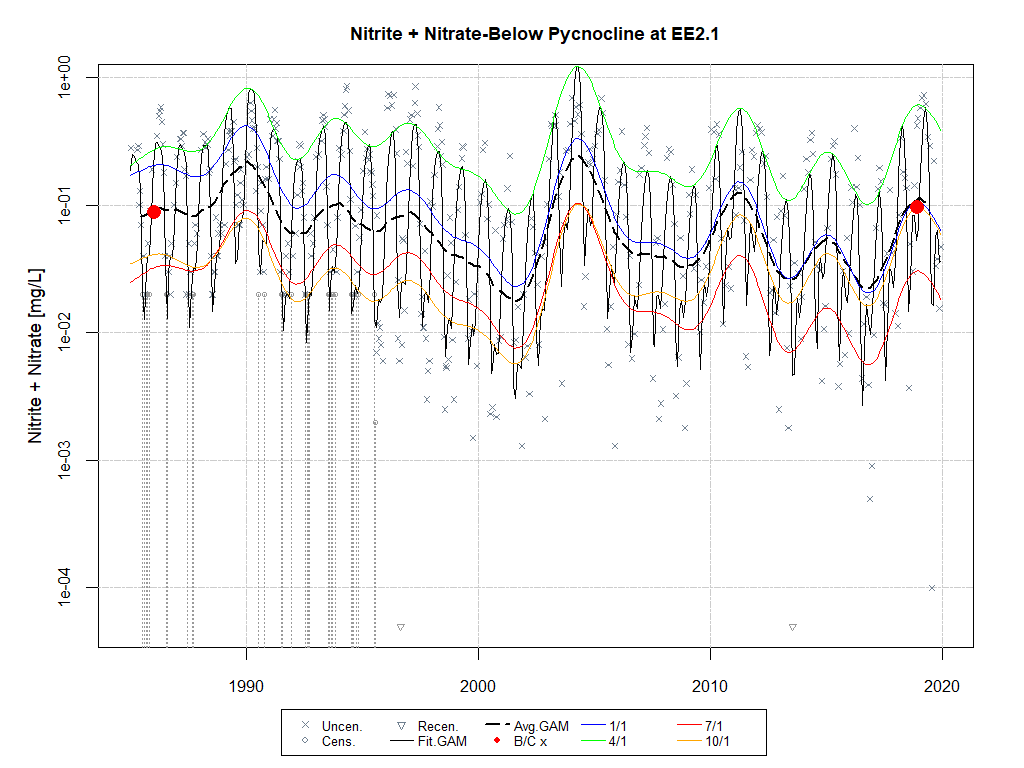 Nitrite + Nitrate-Below Pycnocline at EE2.1
Nitrite + Nitrate [mg/L]
1e+00
1e-01
1e-02
1e-03
1e-04
1990
2000
2010
2020
Uncen.
Recen.
Avg.GAM
1/1
7/1
Cens.
Fit.GAM
B/C x
4/1
10/1